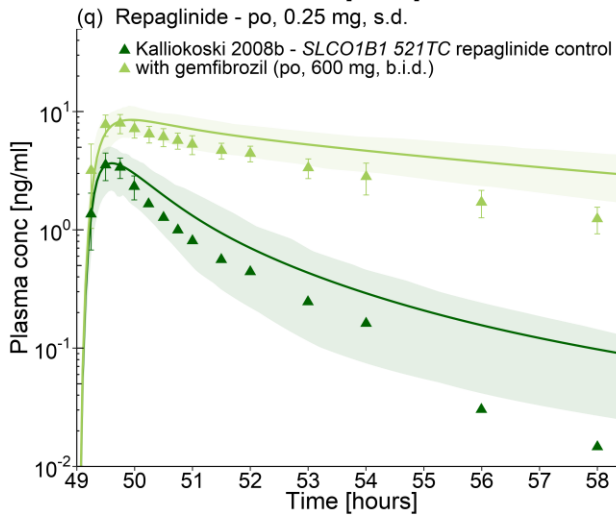 (q) Repaglinide - po, 0.25 mg, s.d.
Kalliokoski 2008b - SLCO1B1 521TC repaglinide control
with gemfibrozil (po, 600 mg, b.i.d.)
Plasma conc [ng/ml]
10^1
10^0
10^-1
10^-2
49 50 51 52 53 54 55 56 57 58
Time [hours]